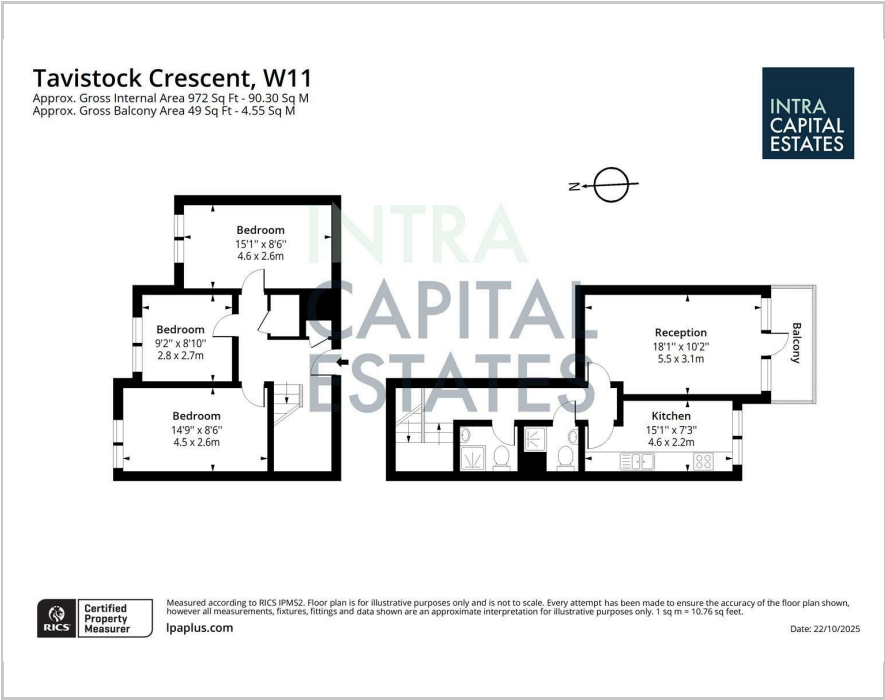 Tavistock Crescent, W11
Approx. Gross Internal Area 972 Sq Ft - 90.30 Sq M
Approx. Gross Balcony Area 49 Sq Ft - 4.55 Sq M
INTRA
CAPITAL
ESTATES
N
INTRA
CAPITAL
ESTATES
Bedroom
15'1" x 8'6"
4.6 x 2.6m
Bedroom
9'2" x 8'10"
2.8 x 2.7m
Bedroom
14'9" x 8'6"
4.5 x 2.6m
Reception
18'1" x 10'2"
5.5 x 3.1m
Balcony
Kitchen
15'1" x 7'3"
4.6 x 2.2m
RICS
Certified
Property
Measurer
Measured according to RICS IPMS2. Floor plan is for illustrative purposes only and is not to scale. Every attempt has been made to ensure the accuracy of the floor plan shown,
however all measurements, fixtures, fittings and data shown are an approximate interpretation for illustrative purposes only. 1 sq m = 10.76 sq feet.
lpaplus.com
Date: 22/10/2025